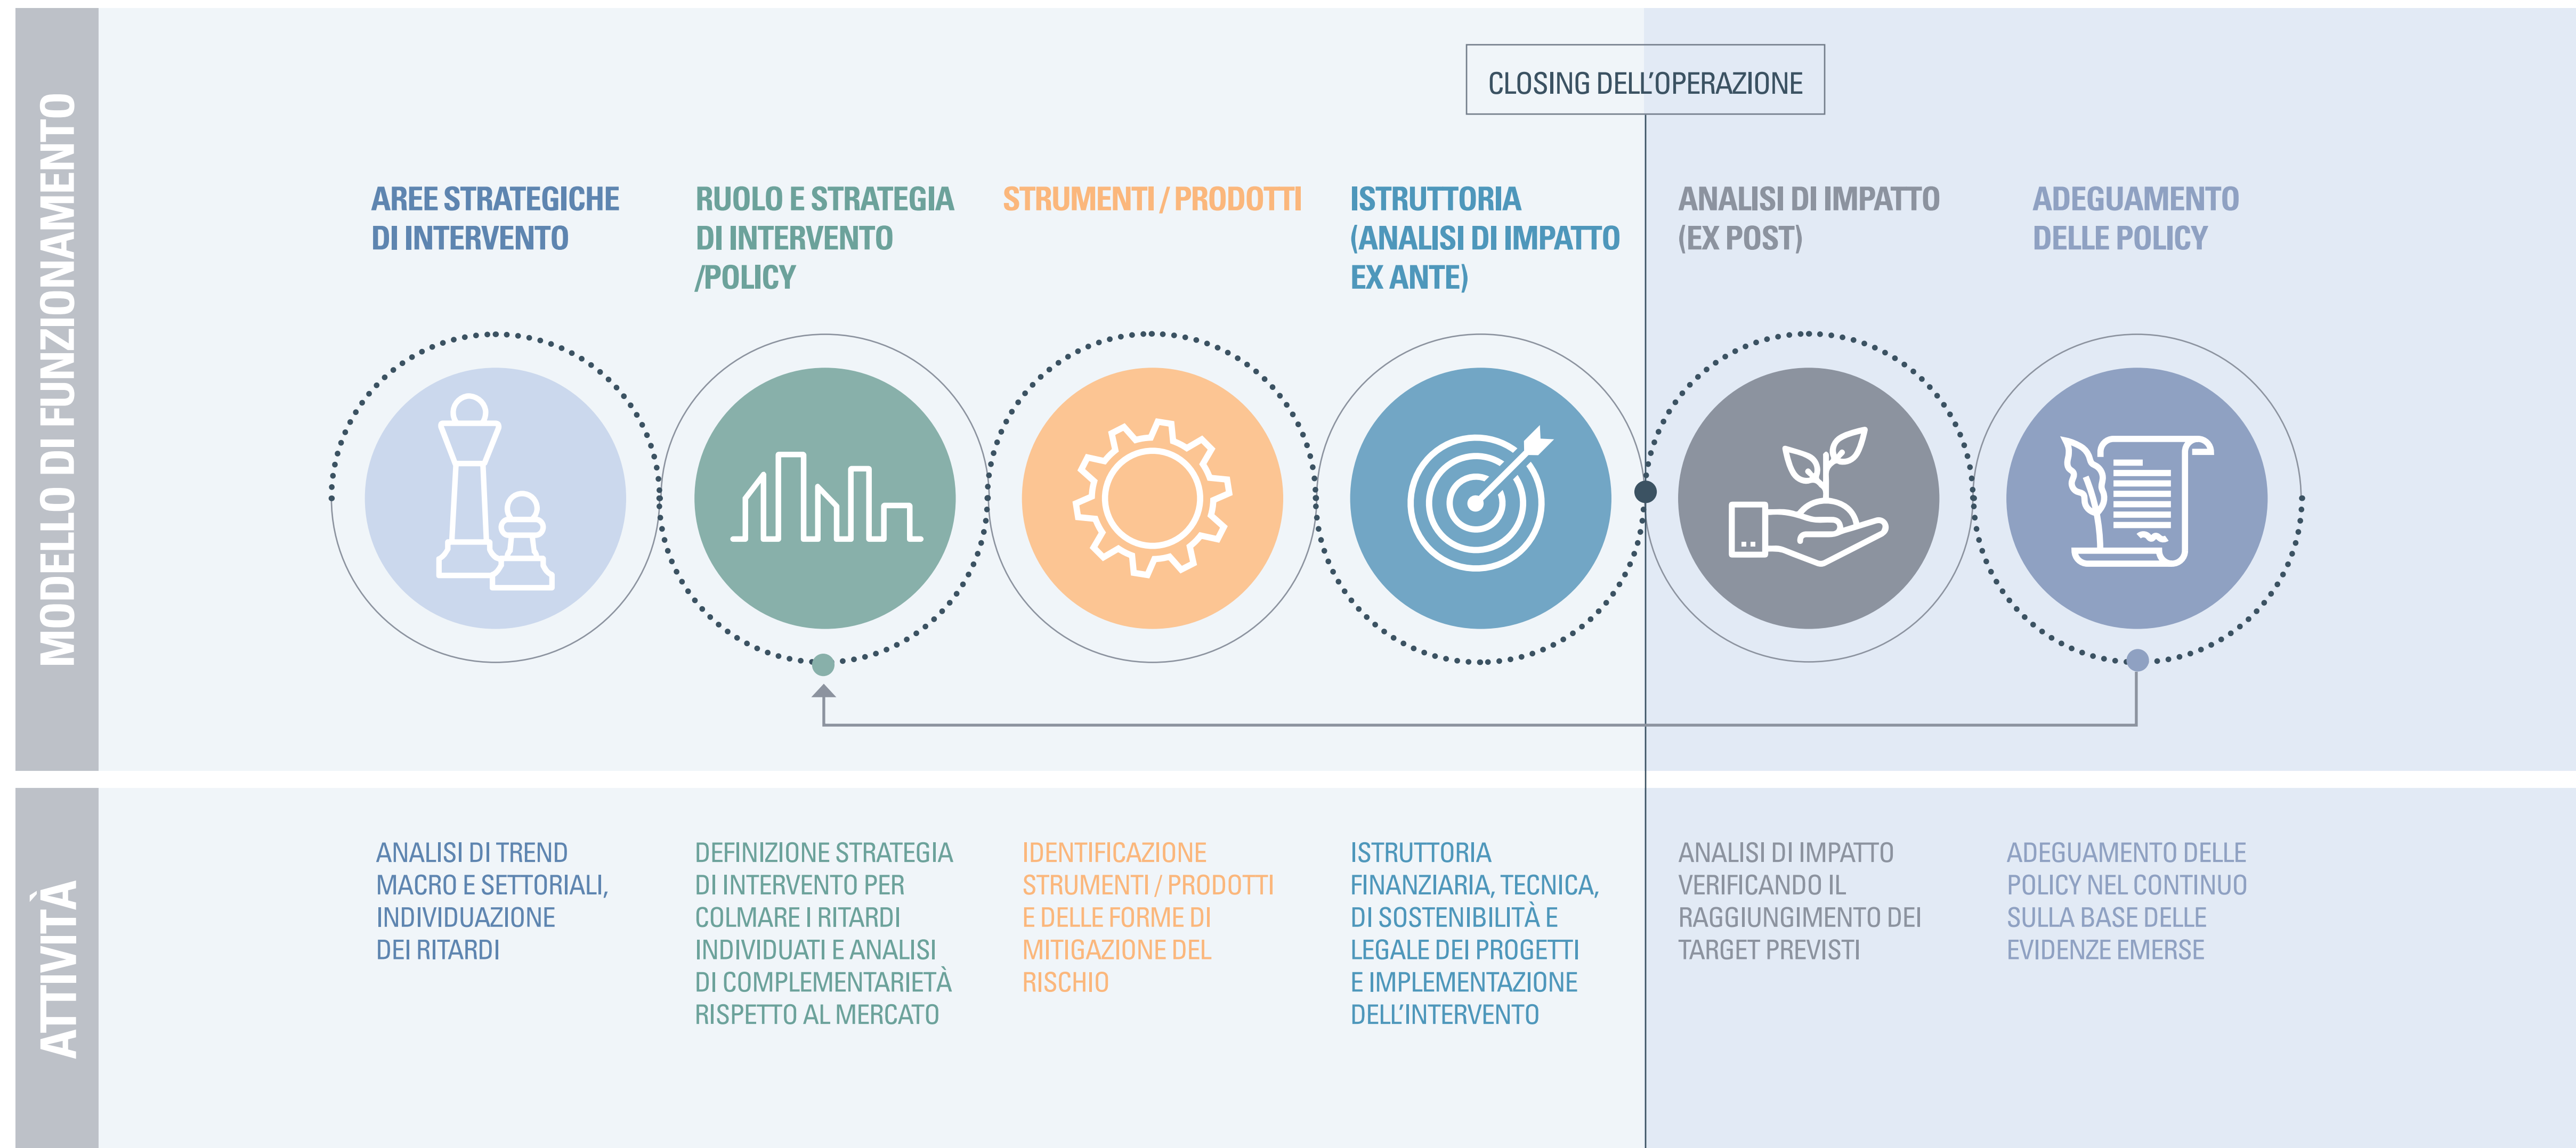 MODELLO DI FUNZIONAMENTO
CLOSING DELL'OPERAZIONE
AREE STRATEGICHE
DI INTERVENTO
RUOLO E STRATEGIA
DI INTERVENTO
/POLICY
STRUMENTI / PRODOTTI
ISTRUTTORIA
(ANALISI DI IMPATTO
EX ANTE)
ANALISI DI IMPATTO
(EX POST)
ADEGUAMENTO
DELLE POLICY
ATTIVITÀ
ANALISI DI TREND
MACRO E SETTORIALI,
INDIVIDUAZIONE
DEI RITARDI
DEFINIZIONE STRATEGIA
DI INTERVENTO PER
COLMARE I RITARDI
INDIVIDUATI E ANALISI
DI COMPLEMENTARIETÀ
RISPETTO AL MERCATO
IDENTIFICAZIONE
STRUMENTI / PRODOTTI
E DELLE FORME DI
MITIGAZIONE DEL
RISCHIO
ISTRUTTORIA
FINANZIARIA, TECNICA,
DI SOSTENIBILITÀ E
LEGALE DEI PROGETTI
E IMPLEMENTAZIONE
DELL'INTERVENTO
ANALISI DI IMPATTO
VERIFICANDO IL
RAGGIUNGIMENTO DEI
TARGET PREVISTI
ADEGUAMENTO DELLE
POLICY NEL CONTINUO
SULLA BASE DELLE
EVIDENZE EMERSE